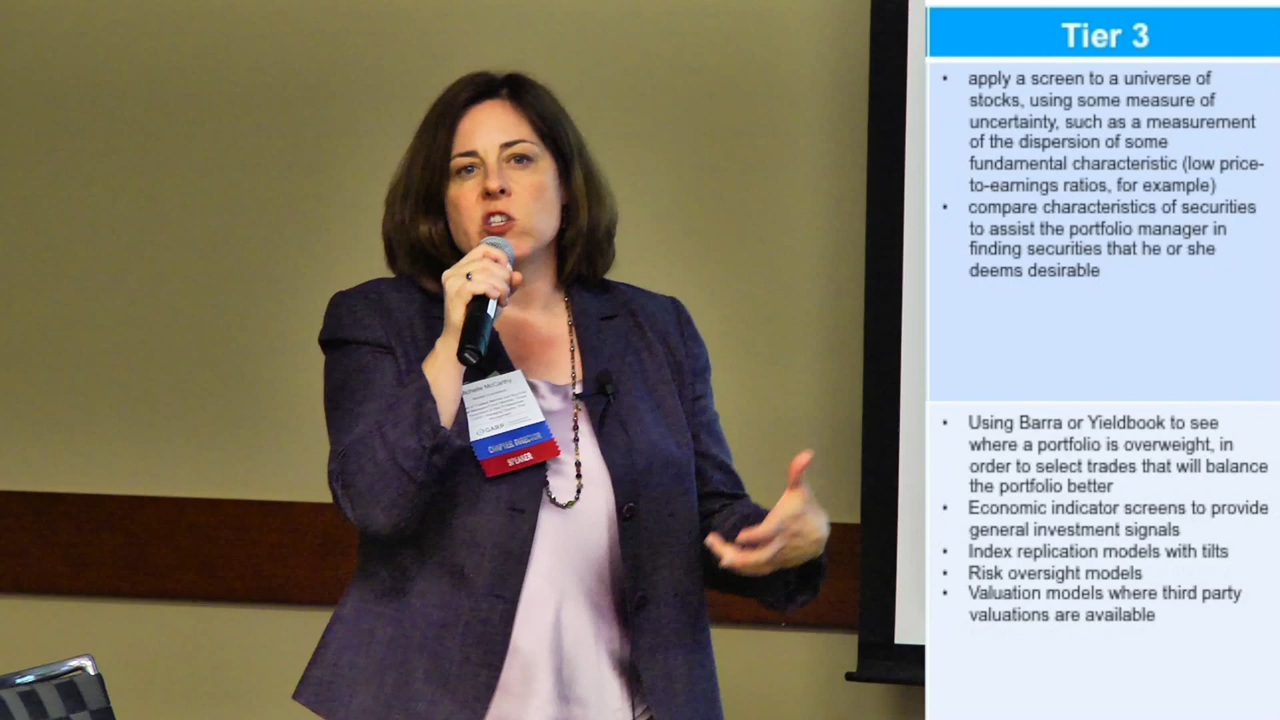 Tier 3
• apply a screen to a universe of
stocks, using some measure of
uncertainty, such as a measurement
of the dispersion of some
fundamental characteristic (low price-
to-earnings ratios, for example)
• compare characteristics of securities
to assist the portfolio manager in
finding securities that he or she
deems desirable
• Using Barra or Yieldbook to see
where a portfolio is overweight, in
order to select trades that will balance
the portfolio better
• Economic indicator screens to provide
general investment signals
• Index replication models with tilts
• Risk oversight models
• Valuation models where third party
valuations are available
McCarthy
GARP
CHAPTER DIRECTOR
SPEAKER